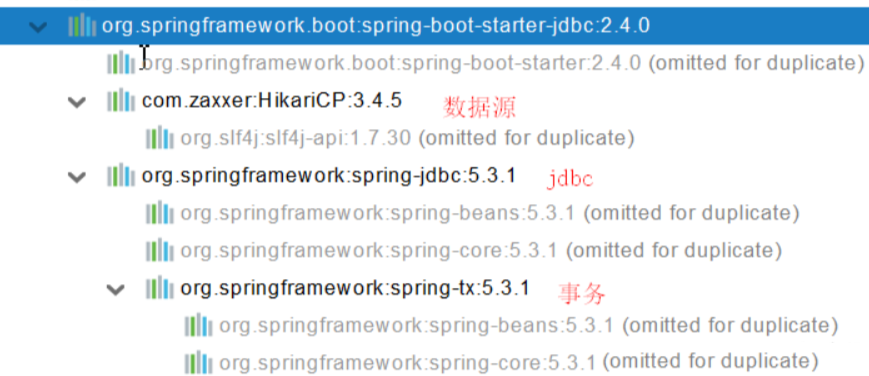 org.springframework.boot:spring-boot-starter-jdbc:2.4.0
org.springframework.boot:spring-boot-starter:2.4.0 (omitted for duplicate)
com.zaxxer:HikariCP:3.4.5 数据源
org.slf4j:slf4j-api:1.7.30 (omitted for duplicate)
org.springframework:spring-jdbc:5.3.1 jdbc
org.springframework:spring-beans:5.3.1 (omitted for duplicate)
org.springframework:spring-core:5.3.1 (omitted for duplicate)
org.springframework:spring-tx:5.3.1 事务
org.springframework:spring-beans:5.3.1 (omitted for duplicate)
org.springframework:spring-core:5.3.1 (omitted for duplicate)